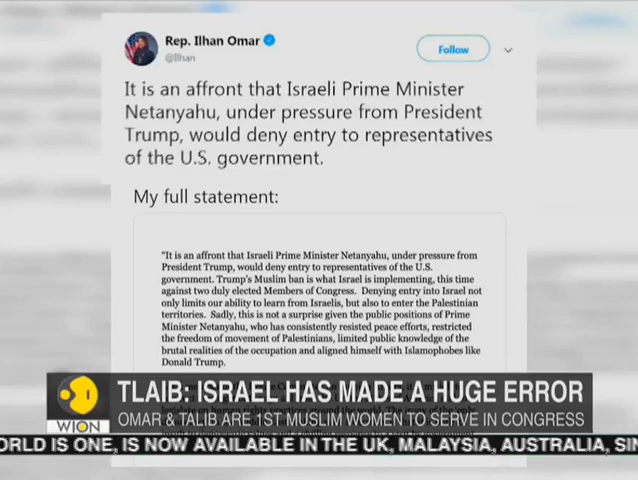 Rep. Ilhan Omar
@Ilhan
Follow
It is an affront that Israeli Prime Minister
Netanyahu, under pressure from President
Trump, would deny entry to representatives
of the U.S. government.
My full statement:
"It is an affront that Israeli Prime Minister Netanyahu, under pressure from
President Trump, would deny entry to representatives of the U.S.
government. Trump's Muslim ban is what Israel is implementing, this time
against two duly elected Members of Congress. Denying entry into Israel not
only limits our ability to learn from Israelis, but also to enter the Palestinian
territories. Sadly, this is not a surprise given the public positions of Prime
Minister Netanyahu, who has consistently resisted peace efforts, restricted
the freedom of movement of Palestinians, limited public knowledge of the
brutal realities of the occupation and aligned himself with Islamophobes like
Donald Trump.
TLAIB: ISRAEL HAS MADE A HUGE ERROR
OMAR & TALIB ARE 1ST MUSLIM WOMEN TO SERVE IN CONGRESS
WION
ORLD IS ONE, IS NOW AVAILABLE IN THE UK, MALAYSIA, AUSTRALIA, SIN